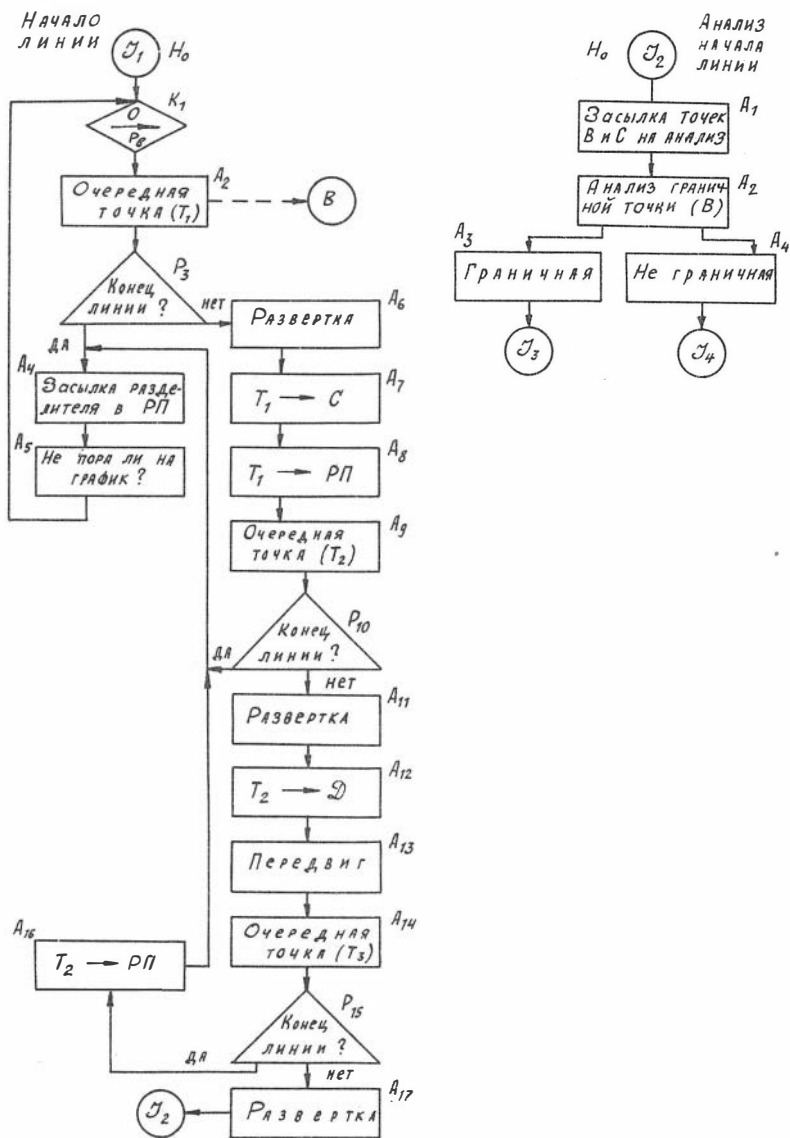 Начало
линии
J₁ H₀
K₁
0
P₈
A₂
Очередная
точка (T₁)
B
P₃
Конец
линии?
нет
да
A₄
Засылка разде-
лителя в РП
A₅
Не пора ли на
график?
A₆
Развертка
A₇
T₁ → C
A₈
T₁ → РП
A₉
Очередная
точка (T₂)
P₁₀
Конец
линии?
да
нет
A₁₁
Развертка
A₁₂
T₂ → Д
A₁₃
Передвиг
A₁₄
Очередная
точка (T₃)
A₁₆
T₂ → РП
P₁₅
Конец
линии?
да
нет
A₁₇
Развертка
J₂
Анализ
начала
линии
H₀ J₂
A₁
Засылка точек
В и С на анализ
A₂
Анализ гранич-
ной точки (В)
A₃
Граничная
A₄
Не граничная
J₃
J₄